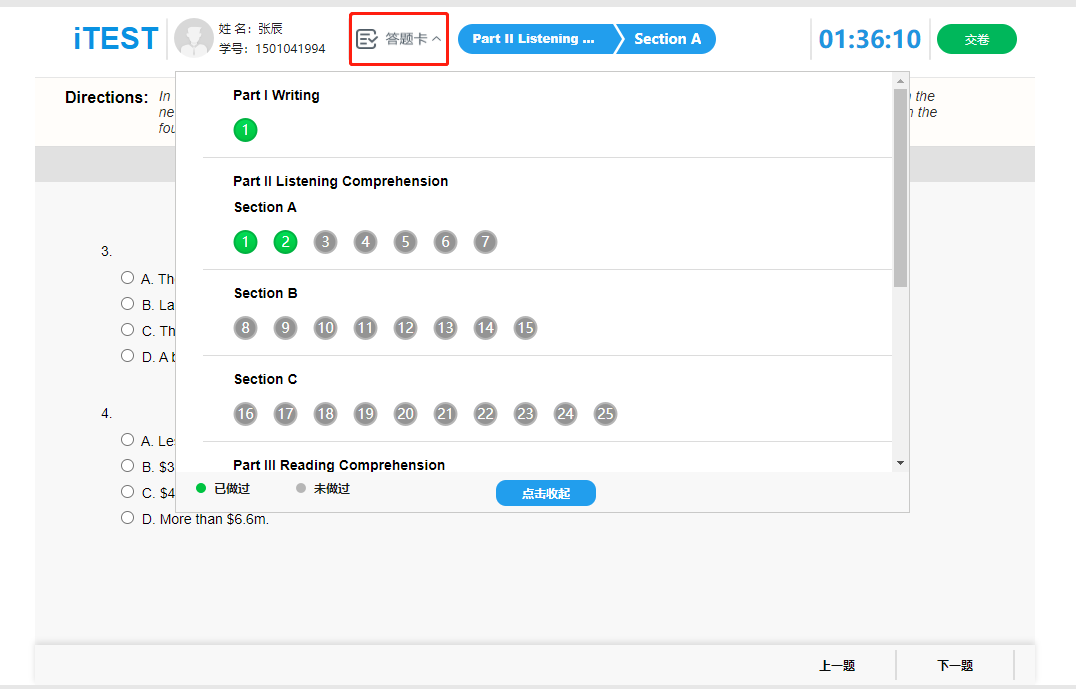 iTEST
姓 名：张辰
学号：1501041994
答题卡
Part II Listening ...
Section A
01:36:10
交卷
Directions:
In
the
ne
the
fou
Part I Writing
1
Part II Listening Comprehension
Section A
1 2 3 4 5 6 7
Section B
8 9 10 11 12 13 14 15
Section C
16 17 18 19 20 21 22 23 24 25
Part III Reading Comprehension
已做过
未做过
点击收起
3.
A. Th
B. La
C. Th
D. A b
4.
A. Les
B. $3
C. $4
D. More than $6.6m.
上一题
下一题